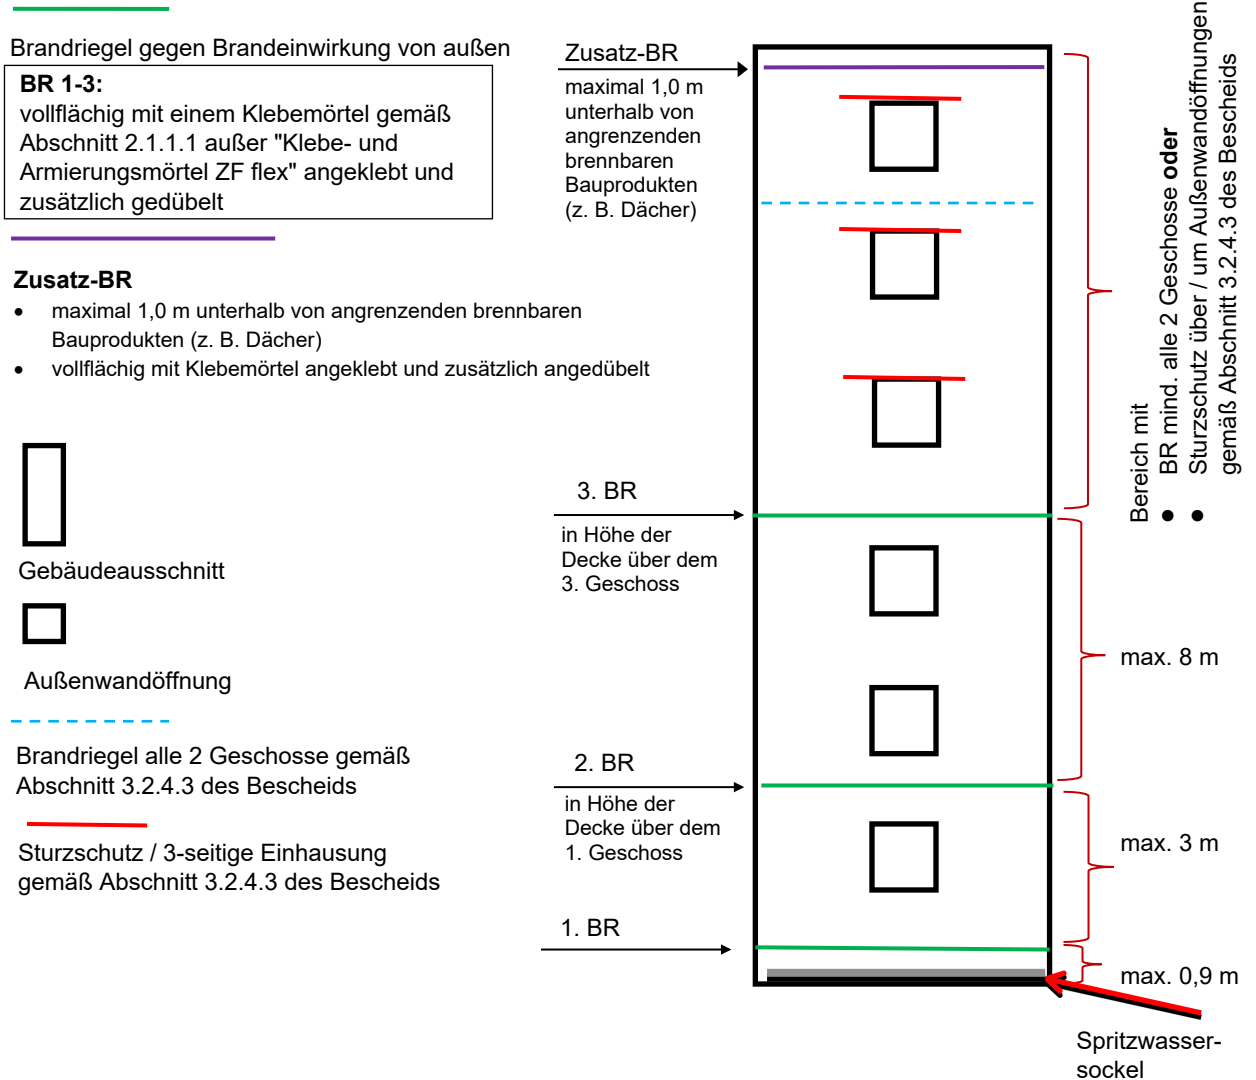 Brandriegel gegen Brandeinwirkung von außen
BR 1-3:
vollflächig mit einem Klebemörtel gemäß
Abschnitt 2.1.1.1 außer "Klebe- und
Armierungsmörtel ZF flex" angeklebt und
zusätzlich gedübelt
Zusatz-BR
• maximal 1,0 m unterhalb von angrenzenden brennbaren
Bauprodukten (z. B. Dächer)
• vollflächig mit Klebemörtel angeklebt und zusätzlich angedübelt
Gebäudeausschnitt
Außenwandöffnung
Brandriegel alle 2 Geschosse gemäß
Abschnitt 3.2.4.3 des Bescheids
Sturzschutz / 3-seitige Einhausung
gemäß Abschnitt 3.2.4.3 des Bescheids
Zusatz-BR
maximal 1,0 m
unterhalb von
angrenzenden
brennbaren
Bauprodukten
(z. B. Dächer)
3. BR
in Höhe der
Decke über dem
3. Geschoss
2. BR
in Höhe der
Decke über dem
1. Geschoss
1. BR
Bereich mit
• BR mind. alle 2 Geschosse oder
• Sturzschutz über / um Außenwandöffnungen
gemäß Abschnitt 3.2.4.3 des Bescheids
max. 8 m
max. 3 m
max. 0,9 m
Spritzwasser-
sockel